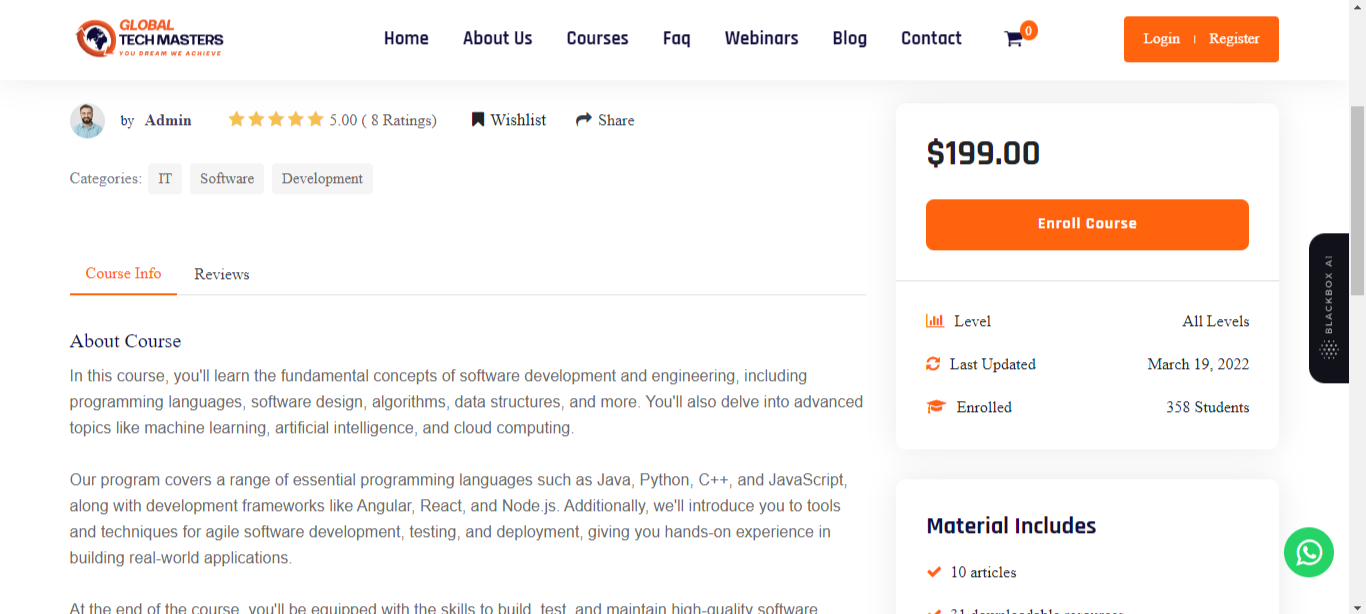 GLOBAL
TECH MASTERS
YOU DREAM WE ACHIEVE
Home About Us Courses Faq Webinars Blog Contact 0
Login | Register
by Admin 5.00 ( 8 Ratings) Wishlist Share
Categories: IT Software Development
Course Info Reviews
About Course
In this course, you'll learn the fundamental concepts of software development and engineering, including
programming languages, software design, algorithms, data structures, and more. You'll also delve into advanced
topics like machine learning, artificial intelligence, and cloud computing.
Our program covers a range of essential programming languages such as Java, Python, C++, and JavaScript,
along with development frameworks like Angular, React, and Node.js. Additionally, we'll introduce you to tools
and techniques for agile software development, testing, and deployment, giving you hands-on experience in
building real-world applications.
At the end of the course, you'll be equipped with the skills to build, test, and maintain high-quality software
$199.00
Enroll Course
Level All Levels
Last Updated March 19, 2022
Enrolled 358 Students
Material Includes
10 articles
31 downloadable resources
BLACKBOX AI